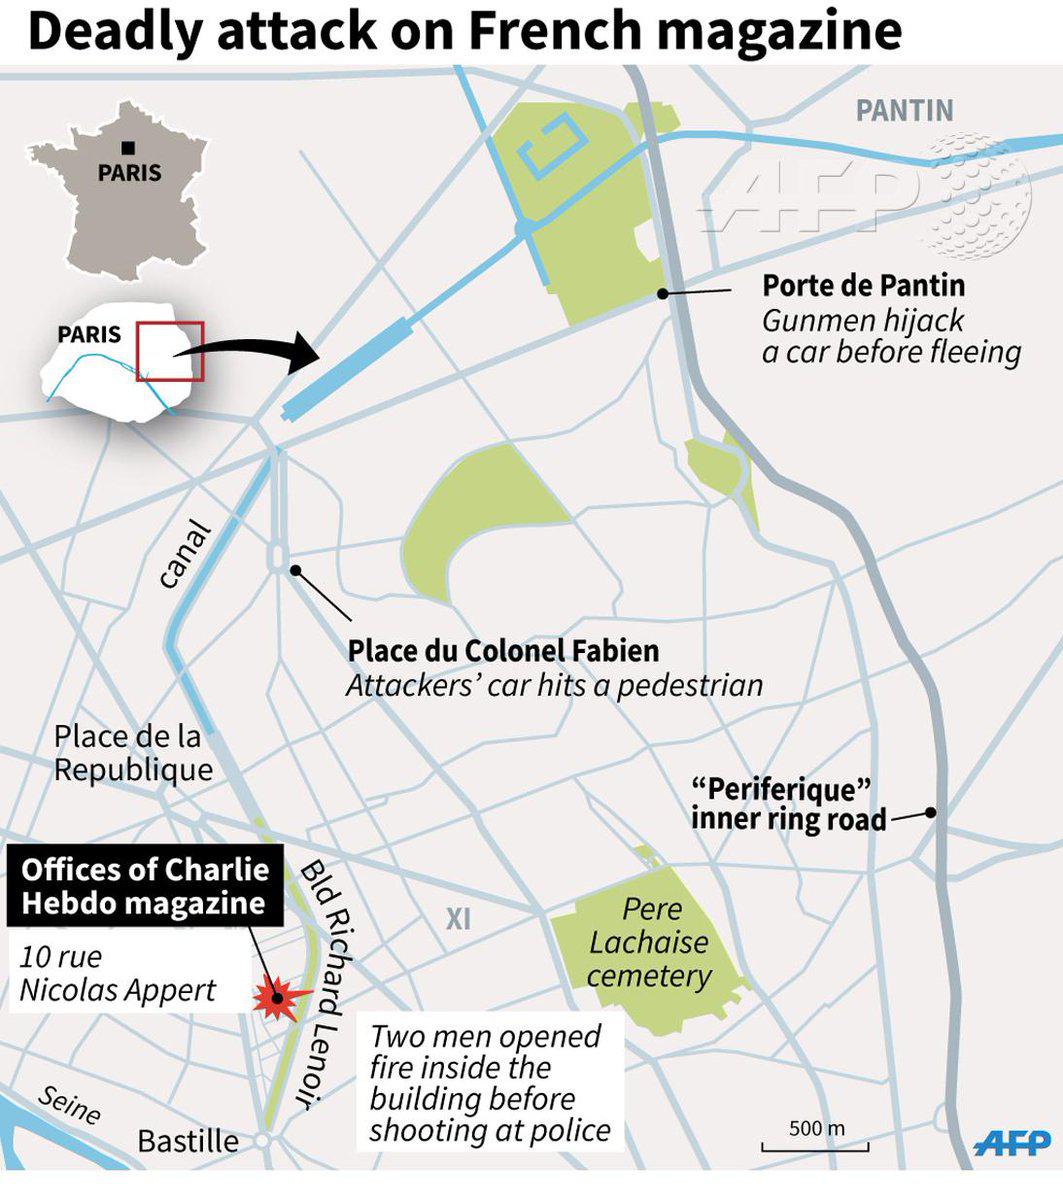 Deadly attack on French magazine
PANTIN
PARIS
AFP
Porte de Pantin
Gunmen hijack
a car before fleeing
PARIS
canal
Place du Colonel Fabien
Attackers' car hits a pedestrian
Place de la
Republique
"Periferique"
inner ring road
Offices of Charlie
Hebdo magazine
10 rue
Nicolas Appert
Bld Richard Lenoir
XI
Pere
Lachaise
cemetery
Two men opened
fire inside the
building before
shooting at police
Seine
Bastille
500 m
AFP